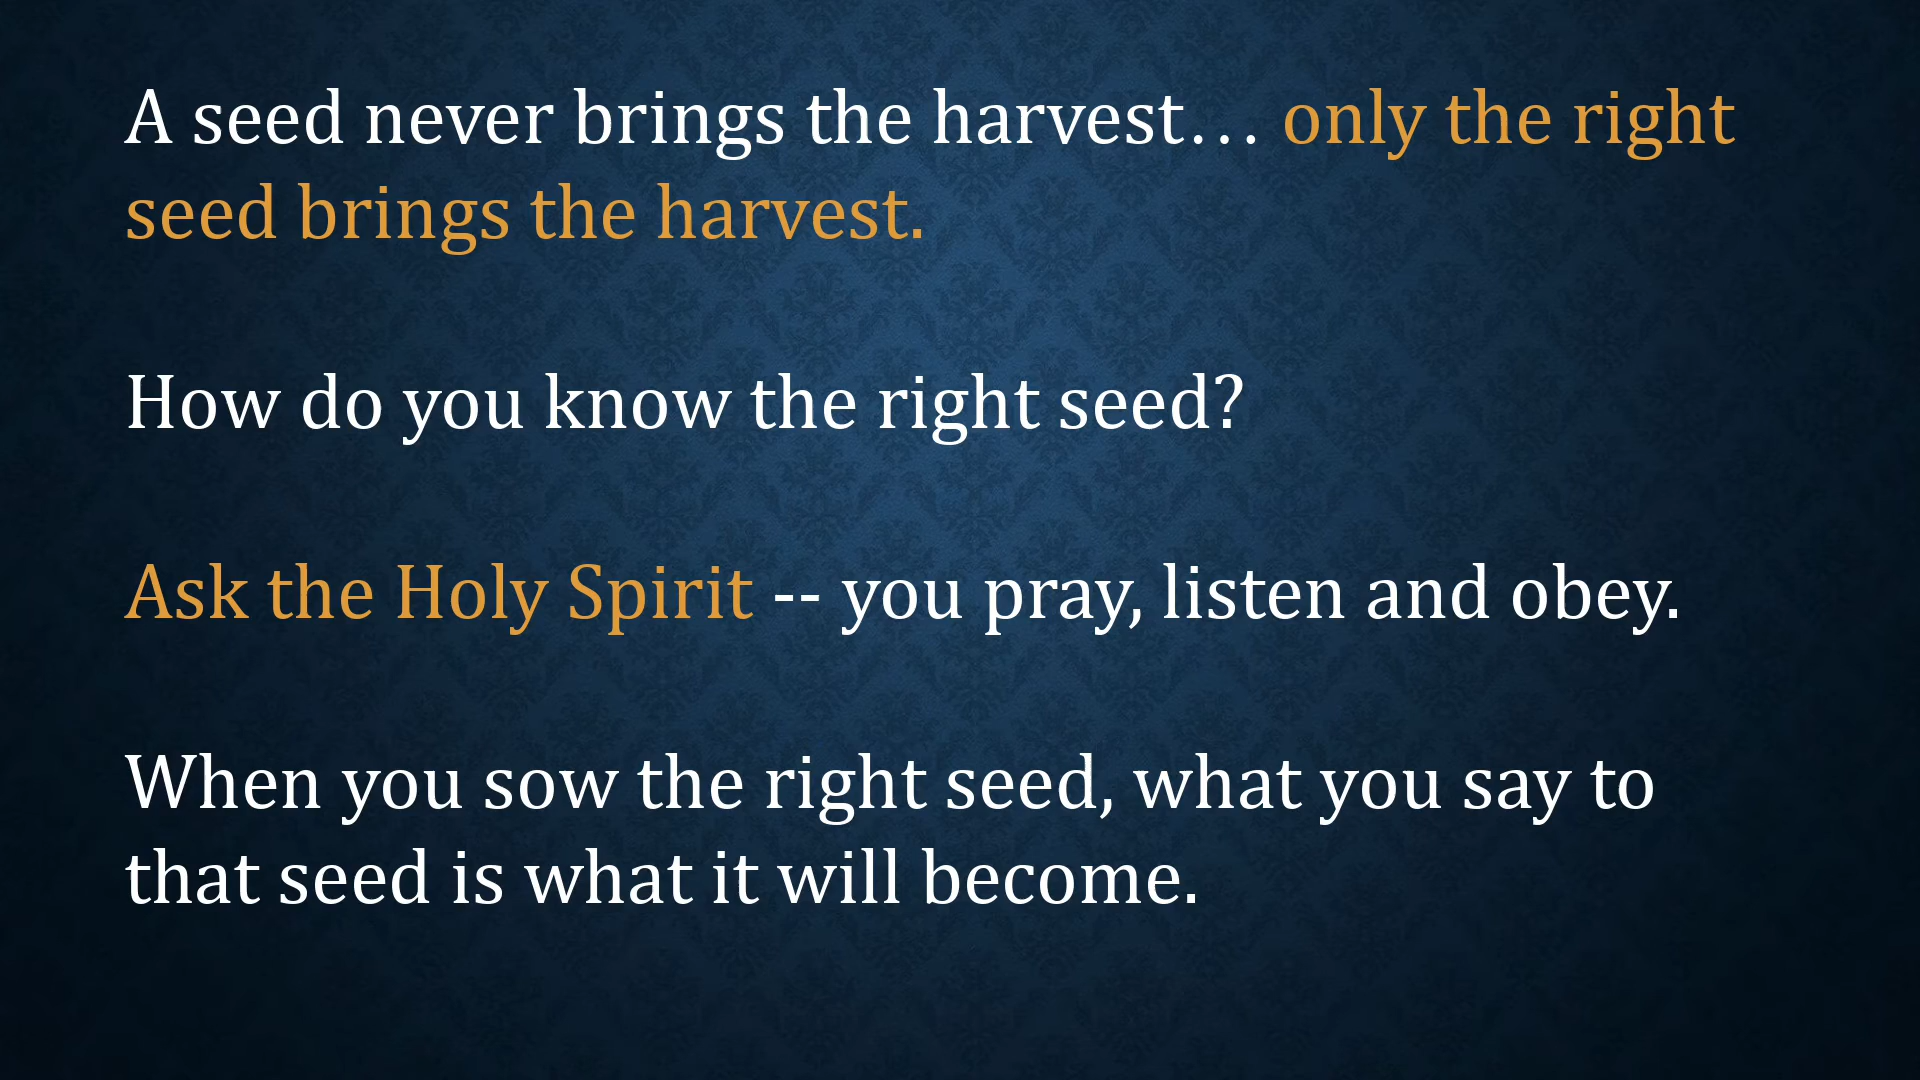 A seed never brings the harvest… only the right
seed brings the harvest.
How do you know the right seed?
Ask the Holy Spirit -- you pray, listen and obey.
When you sow the right seed, what you say to
that seed is what it will become.